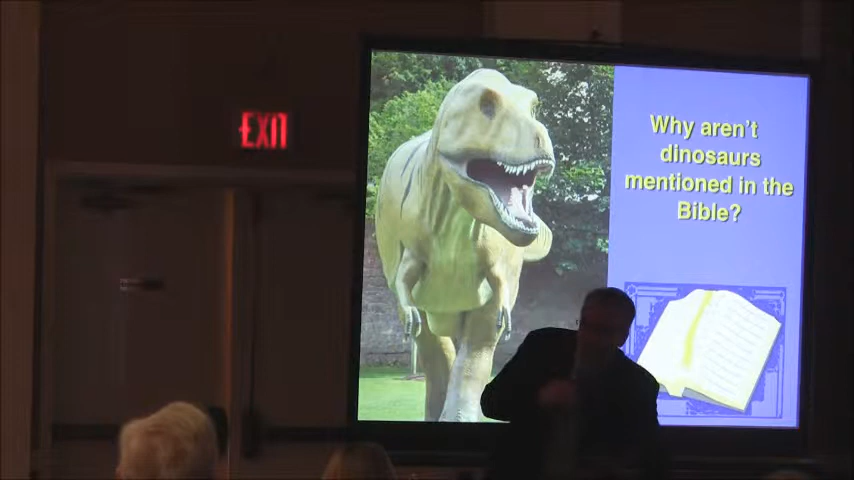 EXIT
Why aren't
dinosaurs
mentioned in the
Bible?